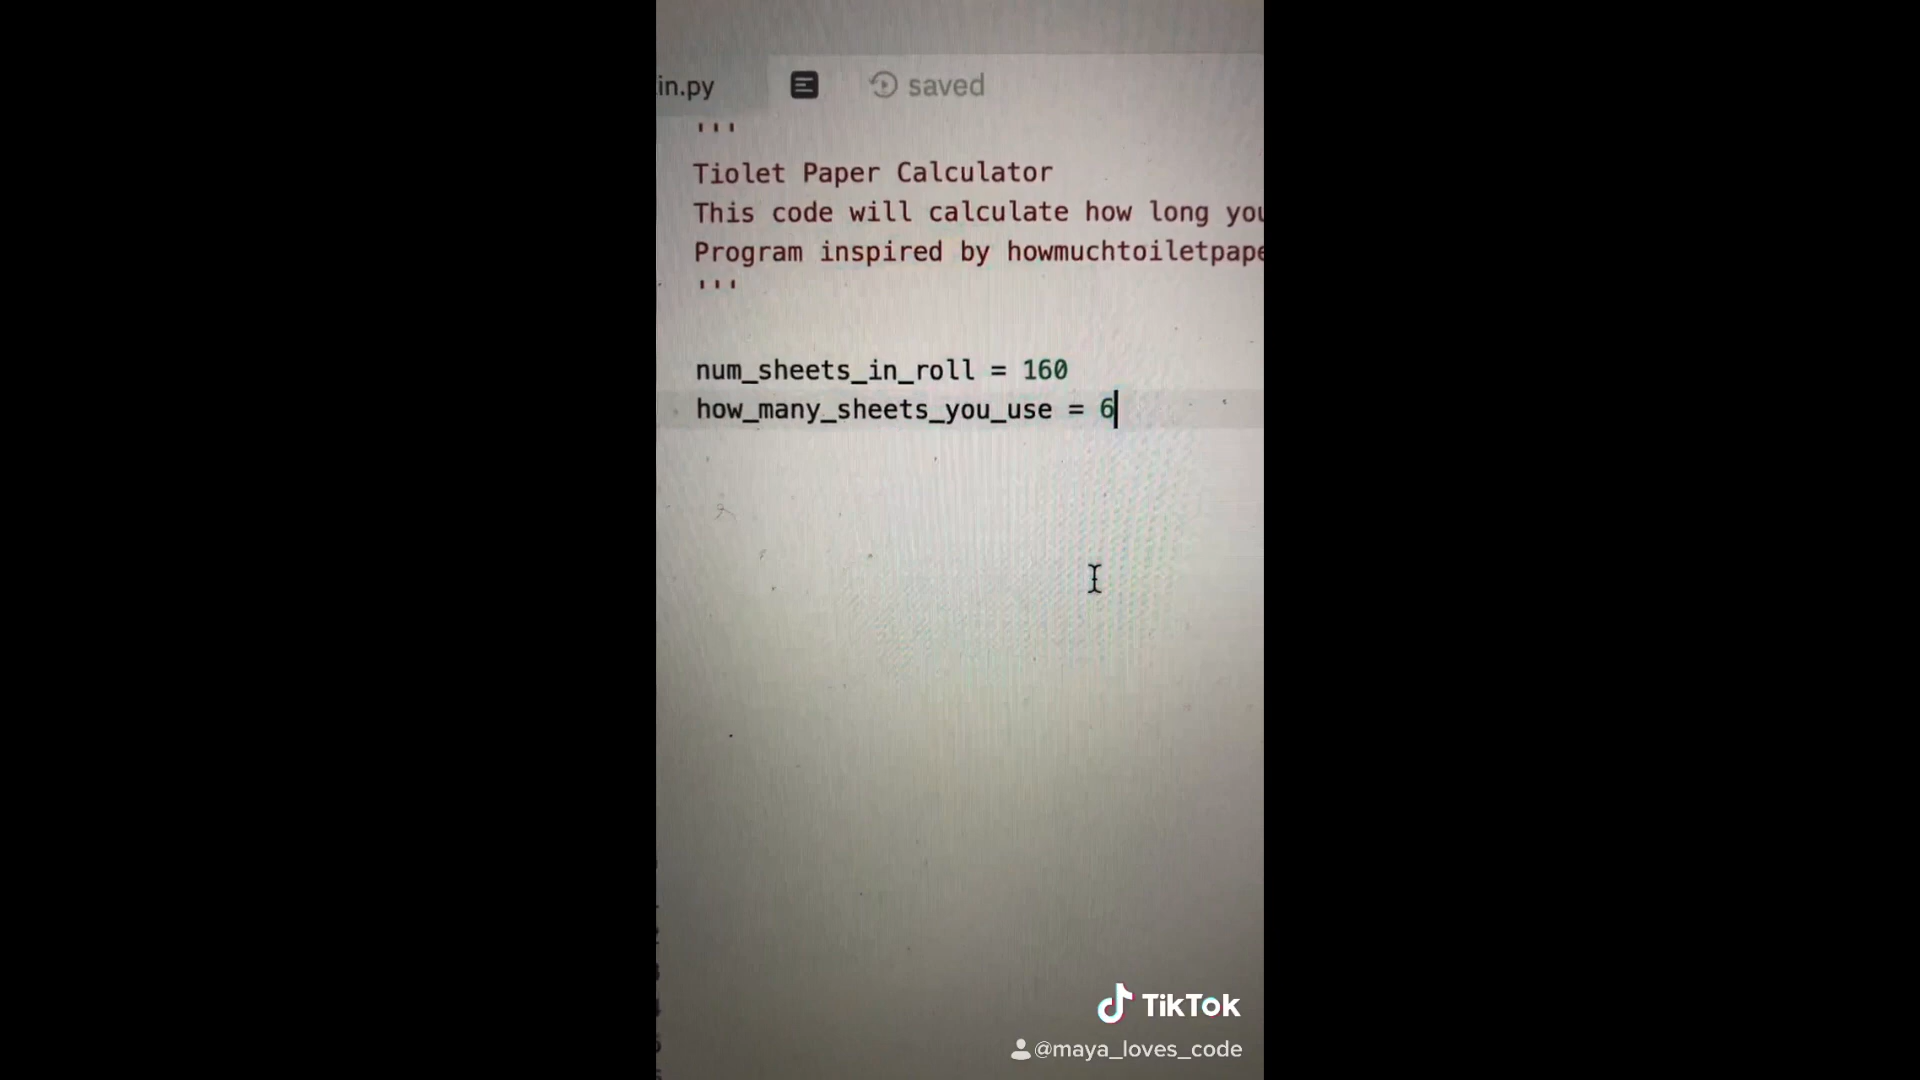 in.py saved
'''
Tiolet Paper Calculator
This code will calculate how long you
Program inspired by howmuchtoiletpape
'''
num_sheets_in_roll = 160
how_many_sheets_you_use = 6
TikTok
@maya_loves_code